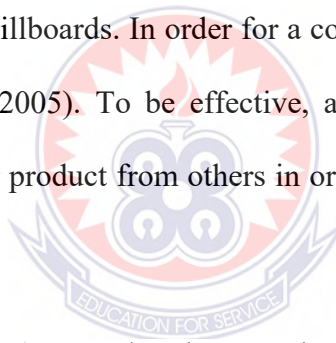 illboards. In order for a co
2005). To be effective, a
product from others in or
EDUCATION FOR SERVICE